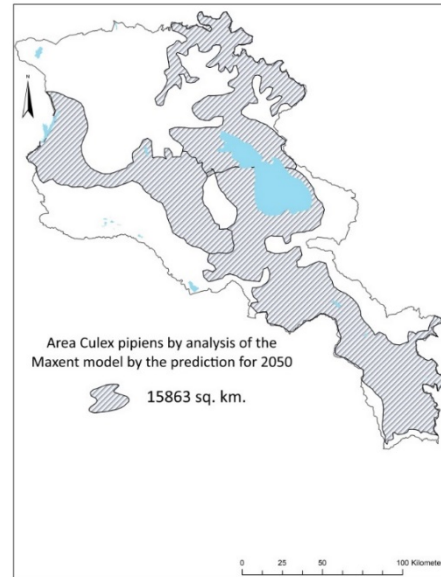 N
Area Culex pipiens by analysis of the
Maxent model by the prediction for 2050
15863 sq. km.
0 25 50 100 Kilomete